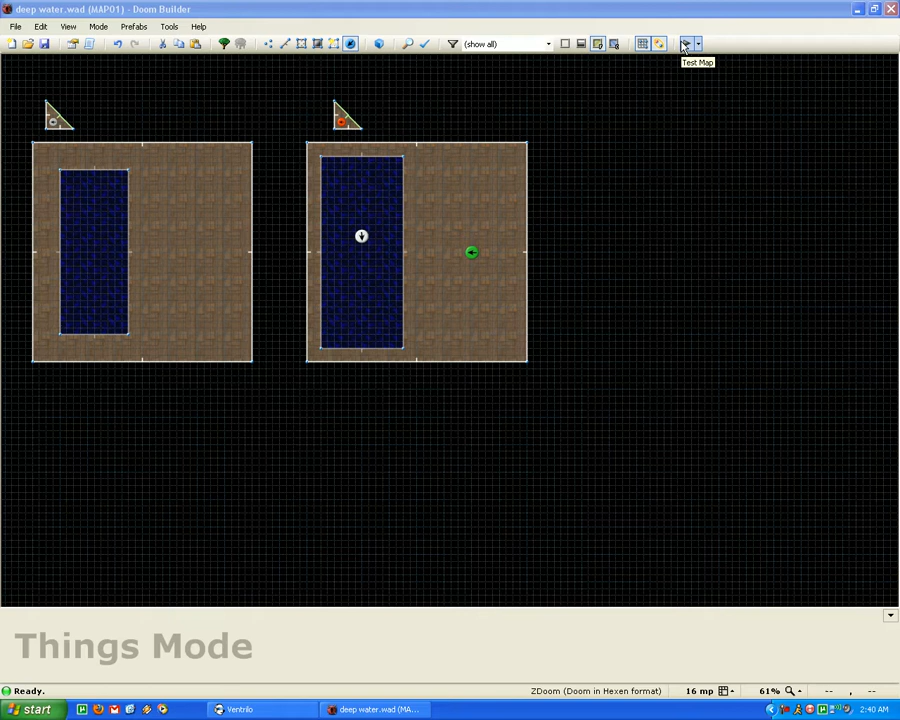 deep water.wad (MAP01) - Doom Builder
File Edit View Mode Prefabs Tools Help
(show all)
Test Map
Things Mode
Ready. ZDoom (Doom in Hexen format) 16 mp 61% -- , --
start Ventrilo deep water.wad (MA... 2:40 AM